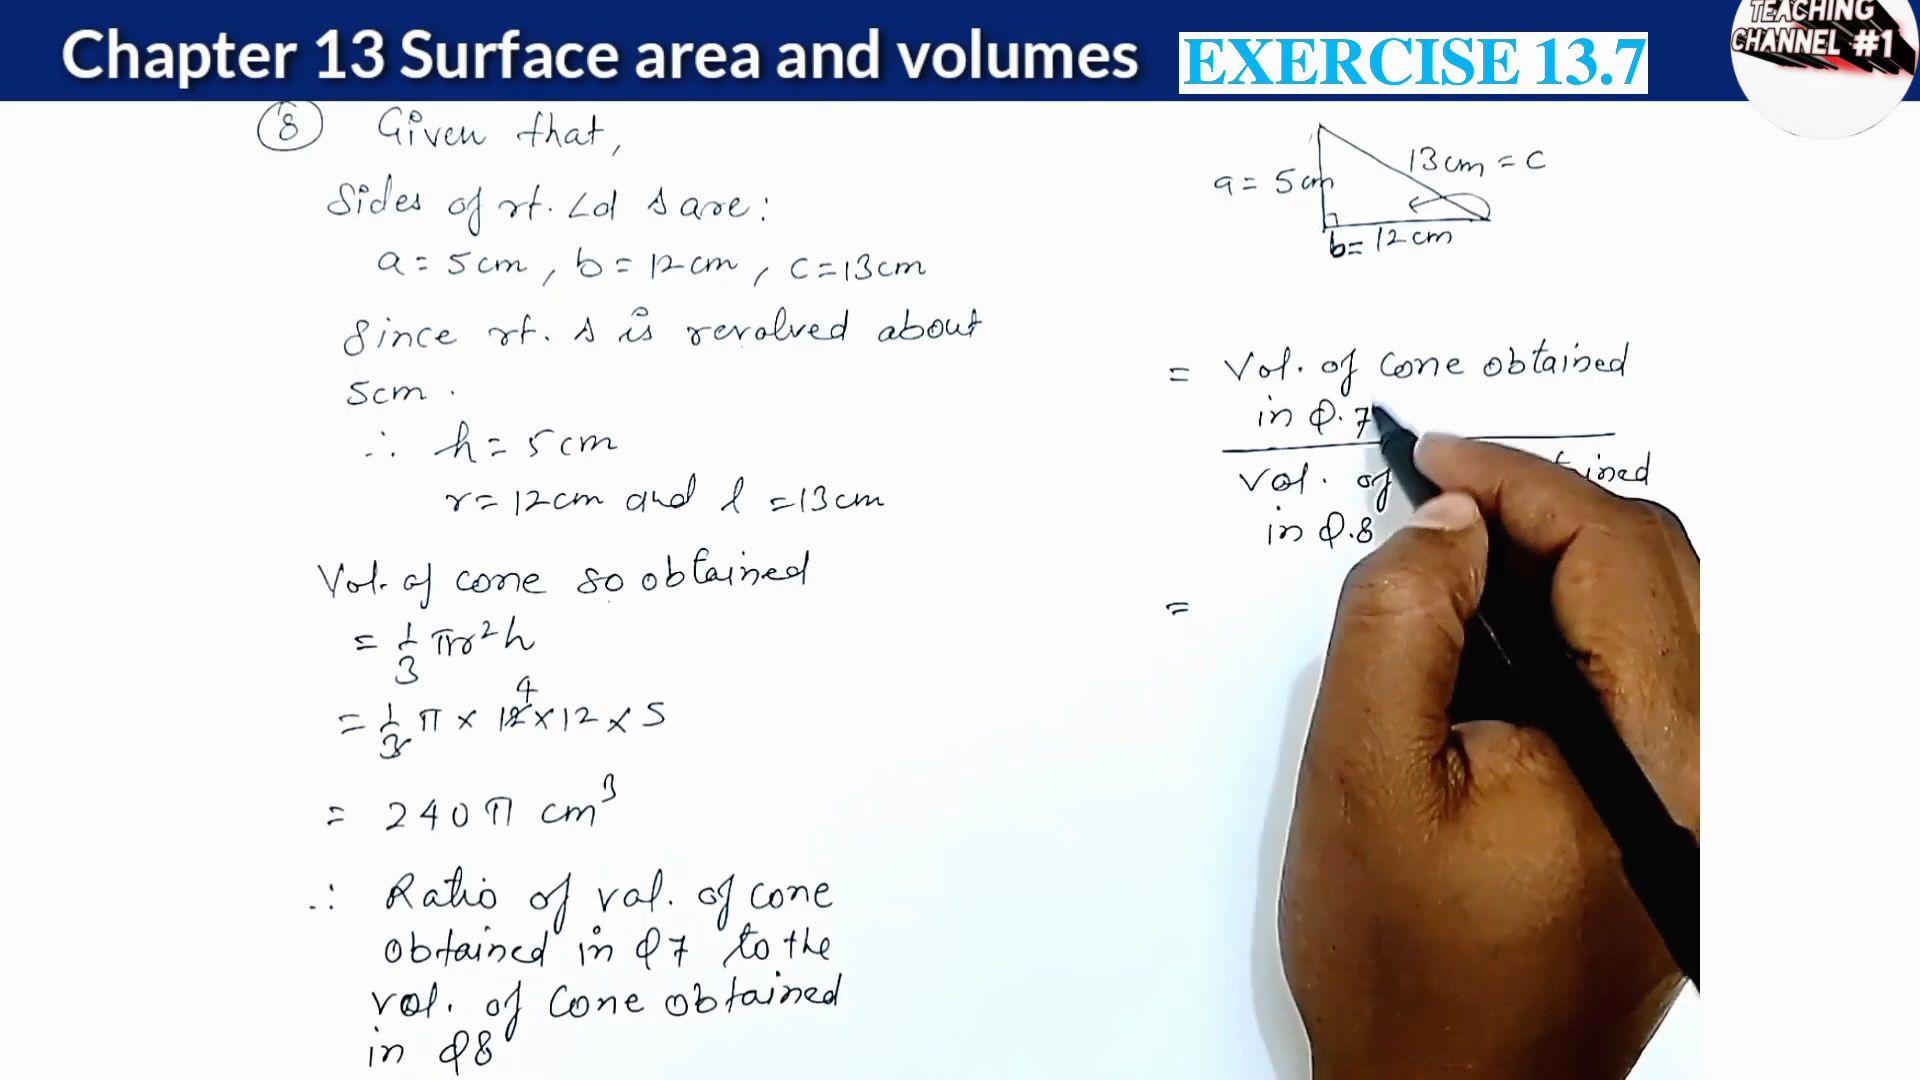 Chapter 13 Surface area and volumes EXERCISE 13.7
TEACHING
CHANNEL #1
8 Given that,
Sides of rt. ∠d Δ are:
a = 5cm, b = 12cm, c = 13cm
Since rt. Δ is revolved about
5cm.
∴ h = 5cm
r = 12cm and l = 13cm
Vol. of cone so obtained
= 1/3 πr²h
4
= 1/3 π × 12 × 12 × 5
= 240 π cm³
∴ Ratio of vol. of cone
obtained in Q7 to the
vol. of Cone obtained
in Q8
a = 5cm
13cm = c
b = 12cm
= Vol. of Cone obtained
in Q.7
Vol. of
in Q.8
=